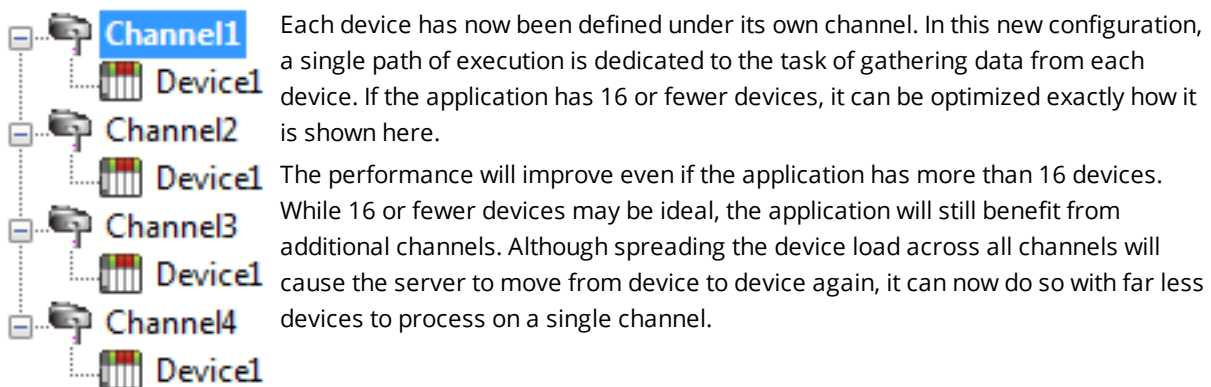 Channel1
Device1
Channel2
Device1
Channel3
Device1
Channel4
Device1
Each device has now been defined under its own channel. In this new configuration,
a single path of execution is dedicated to the task of gathering data from each
device. If the application has 16 or fewer devices, it can be optimized exactly how it
is shown here.
The performance will improve even if the application has more than 16 devices.
While 16 or fewer devices may be ideal, the application will still benefit from
additional channels. Although spreading the device load across all channels will
cause the server to move from device to device again, it can now do so with far less
devices to process on a single channel.